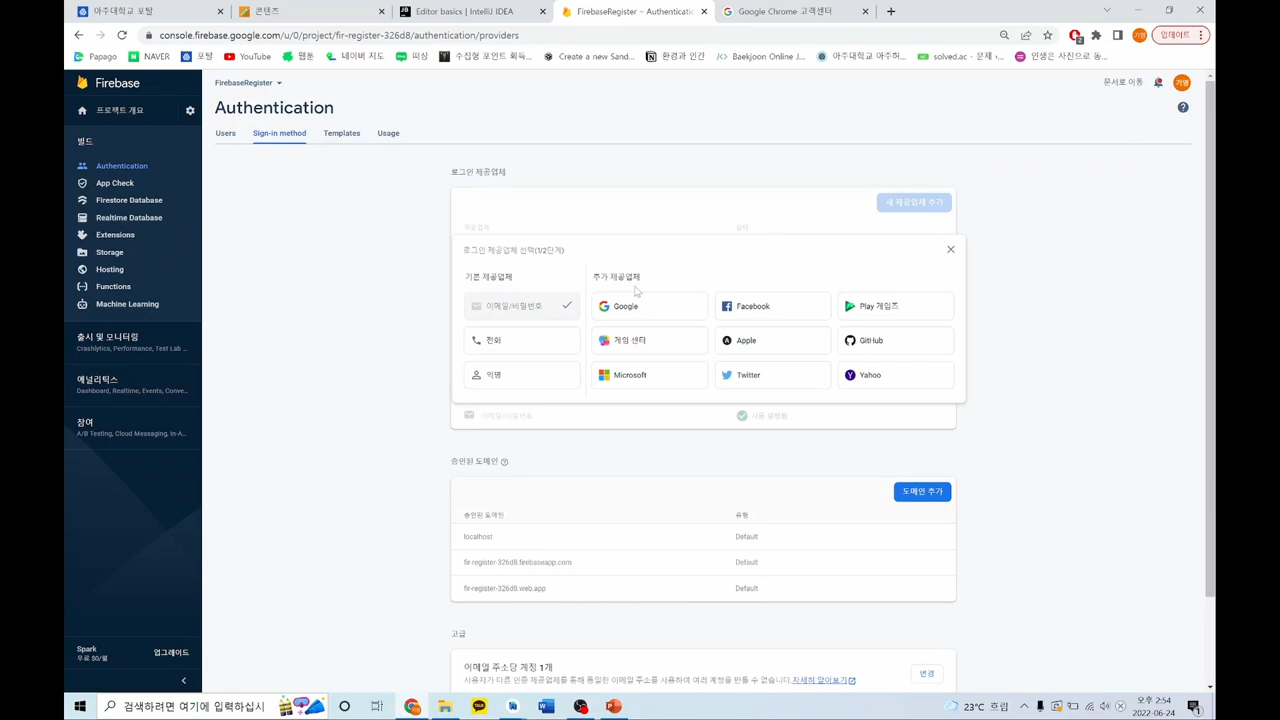 아주대학교 포탈
콘텐츠
Editor basics | IntelliJ IDEA
FirebaseRegister – Authenticatio
Google Chrome 고객센터
console.firebase.google.com/u/0/project/fir-register-326d8/authentication/providers
업데이트
Papago
NAVER
포탈
YouTube
웹툰
네이버 지도
띠상
수집형 포인트 획득...
Create a new Sand...
환경과 인간
Baekjoon Online J...
아주대학교 아주허...
solved.ac - 문제 ‹...
인생은 사진으로 동...
Firebase
FirebaseRegister
문서로 이동
기영
프로젝트 개요
Authentication
Users
Sign-in method
Templates
Usage
빌드
Authentication
App Check
Firestore Database
Realtime Database
Extensions
Storage
Hosting
Functions
Machine Learning
출시 및 모니터링
Crashlytics, Performance, Test Lab ...
애널리틱스
Dashboard, Realtime, Events, Conve...
참여
A/B Testing, Cloud Messaging, In-A...
Spark
무료 $0/월
업그레이드
로그인 제공업체
새 제공업체 추가
제공업체
상태
로그인 제공업체 선택(1/2단계)
기본 제공업체
추가 제공업체
이메일/비밀번호
Google
Facebook
Play 게임즈
전화
게임 센터
Apple
GitHub
익명
Microsoft
Twitter
Yahoo
이메일/비밀번호
사용 설정됨
승인된 도메인
도메인 추가
승인된 도메인
유형
localhost
Default
fir-register-326d8.firebaseapp.com
Default
fir-register-326d8.web.app
Default
고급
이메일 주소당 계정 1개
사용자가 다른 인증 제공업체를 통해 동일한 이메일 주소를 사용하여 여러 계정을 만들 수 없습니다. 자세히 알아보기
변경
검색하려면 여기에 입력하십시
23°C 흐림
오후 2:54
2022-06-24